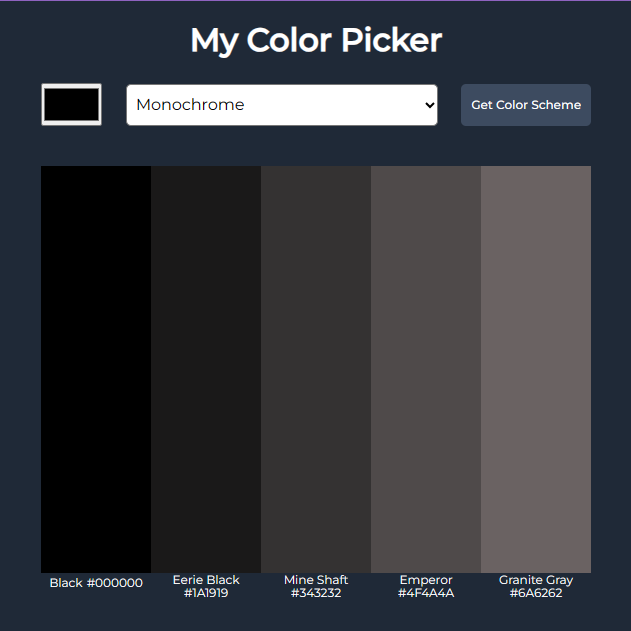 My Color Picker
Monochrome
Get Color Scheme
Black #000000
Eerie Black
#1A1919
Mine Shaft
#343232
Emperor
#4F4A4A
Granite Gray
#6A6262